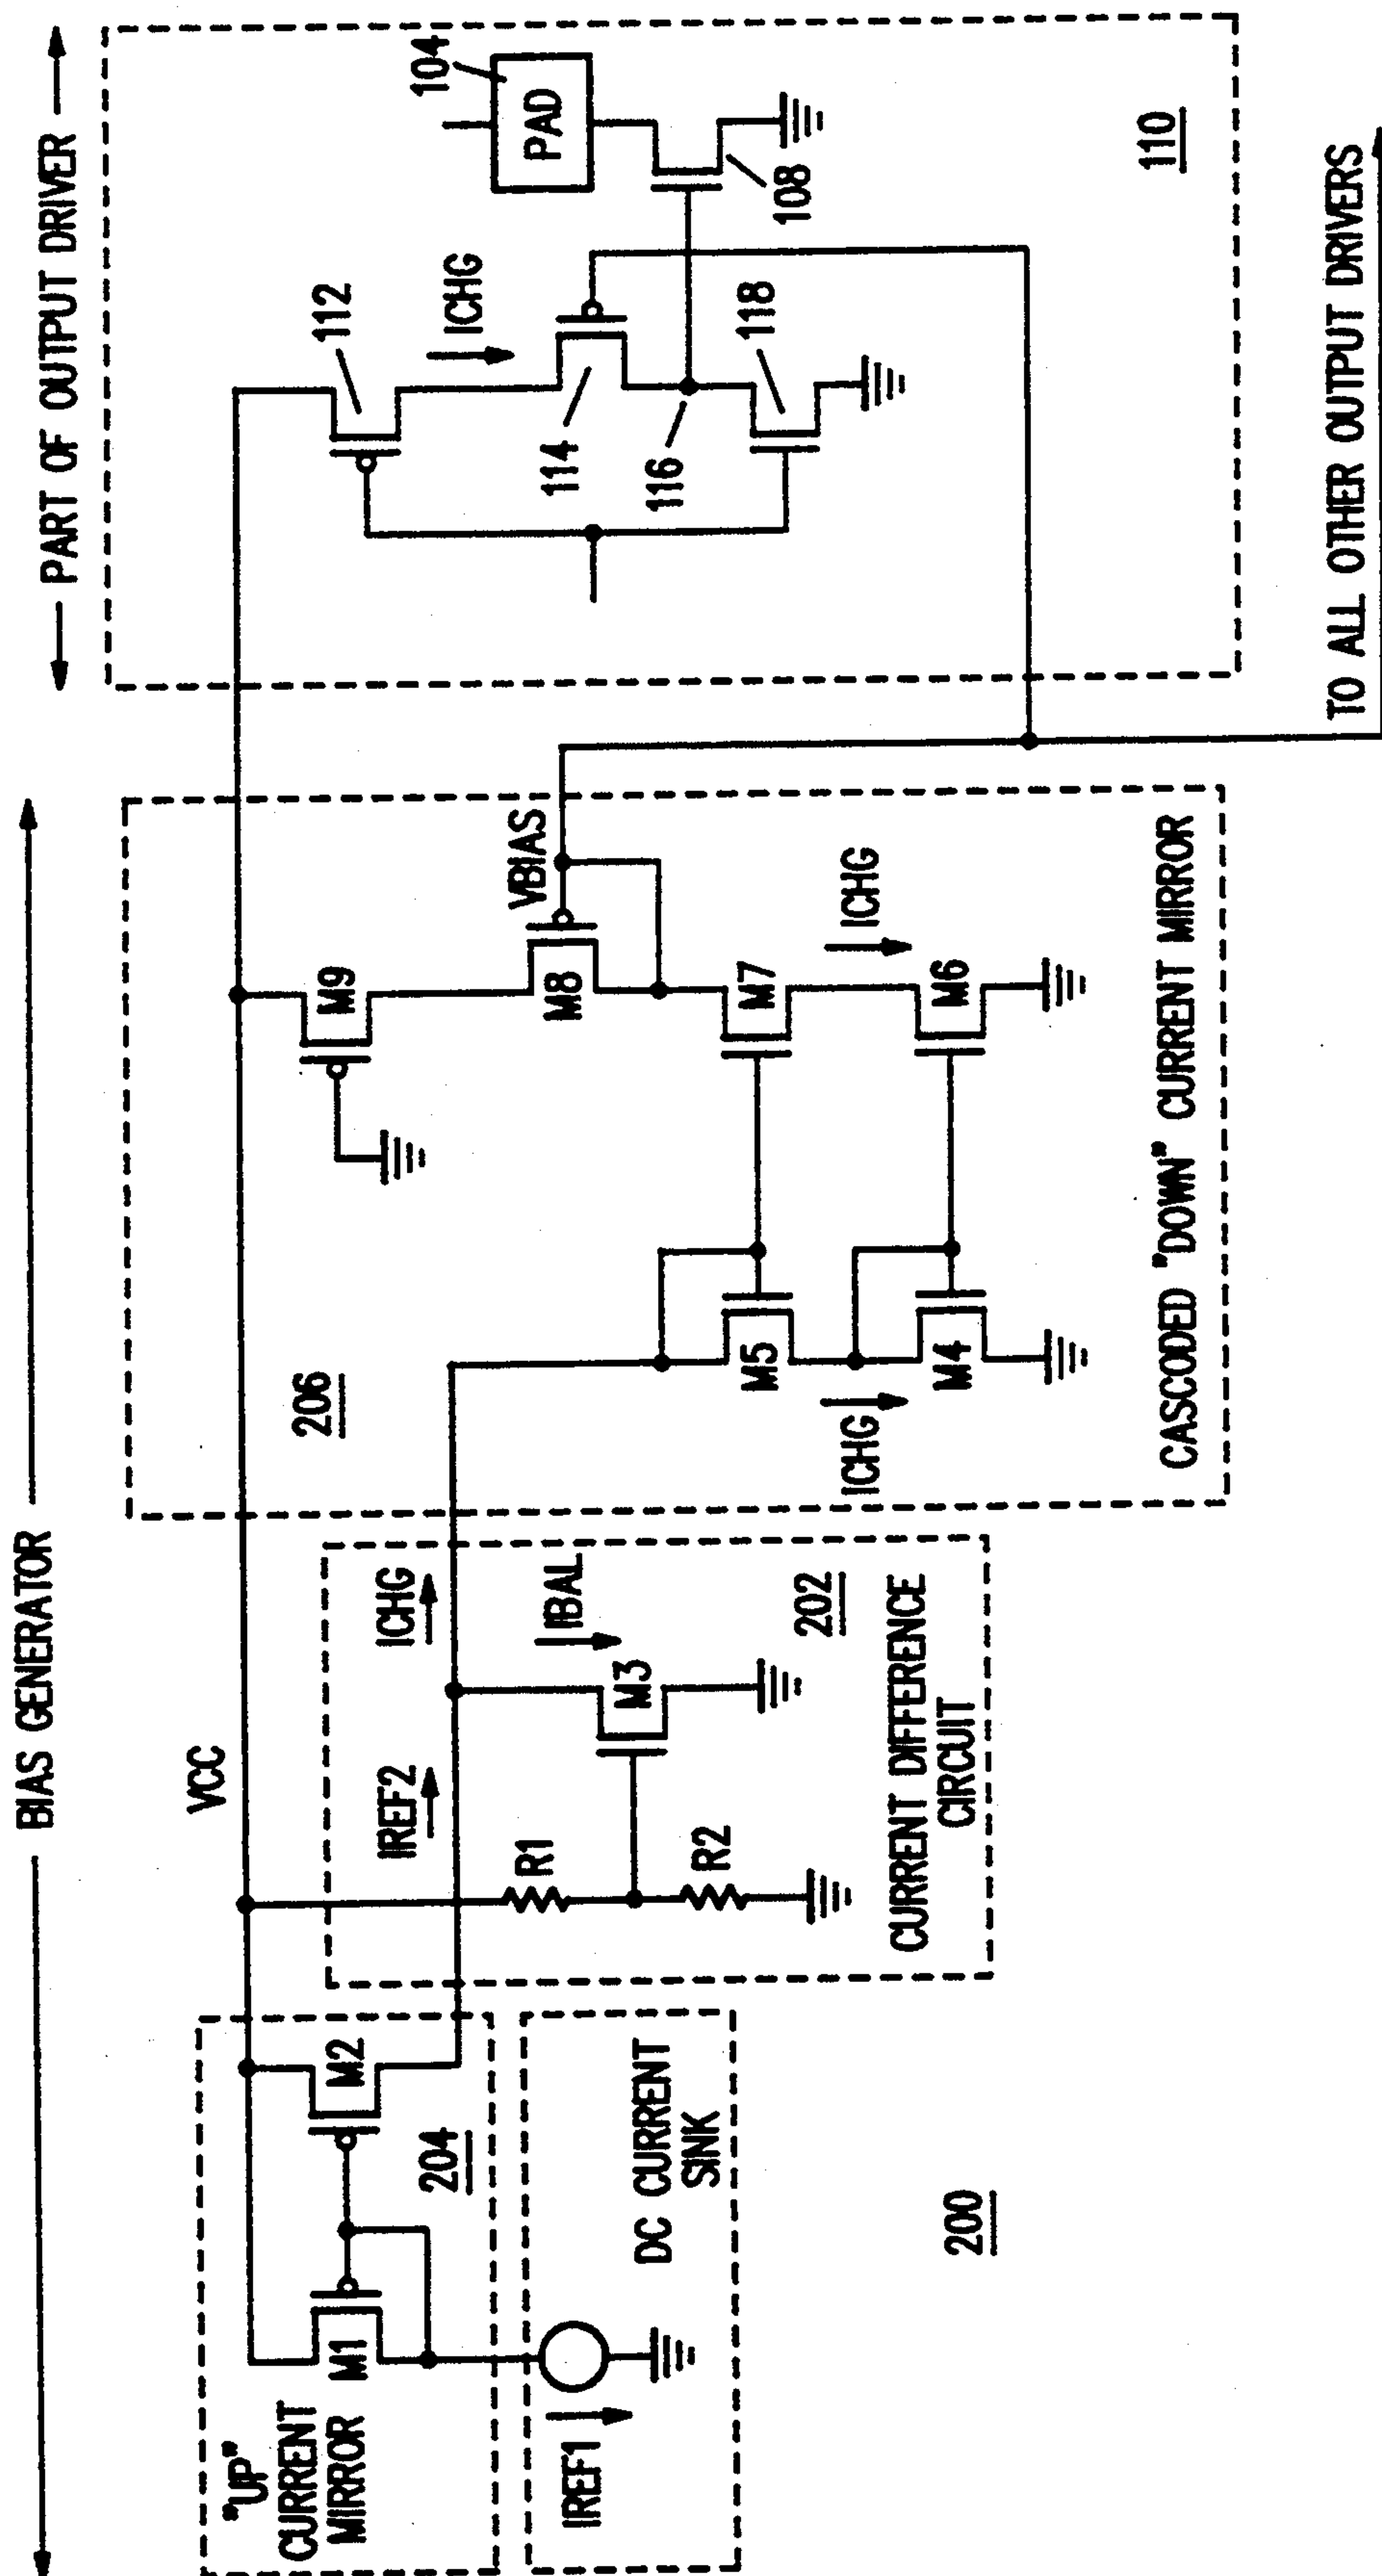 BIAS GENERATOR
PART OF OUTPUT DRIVER
"UP"
CURRENT
MIRROR
M1
M2
204
IREF1
DC CURRENT
SINK
200
VCC
IREF2
ICHG
R1
R2
M3
IBAL
202
CURRENT DIFFERENCE
CIRCUIT
206
M9
M8
VBIAS
M5
M7
ICHG
M4
M6
ICHG
CASCODED "DOWN" CURRENT MIRROR
112
ICHG
114
116
118
104
PAD
108
110
TO ALL OTHER OUTPUT DRIVERS